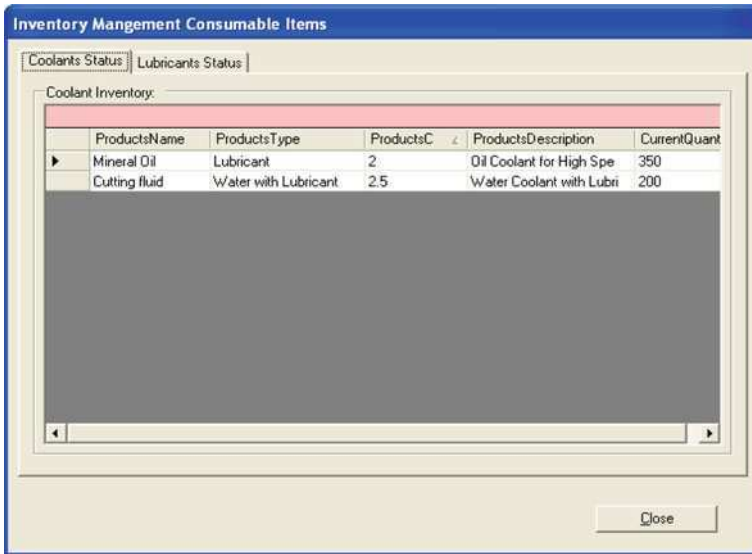 Inventory Mangement Consumable Items
Coolants Status Lubricants Status
Coolant Inventory:
ProductsName ProductsType ProductsC ProductsDescription CurrentQuant
Mineral Oil Lubricant 2 Oil Coolant for High Spe 350
Cutting fluid Water with Lubricant 2.5 Water Coolant with Lubri 200
Close